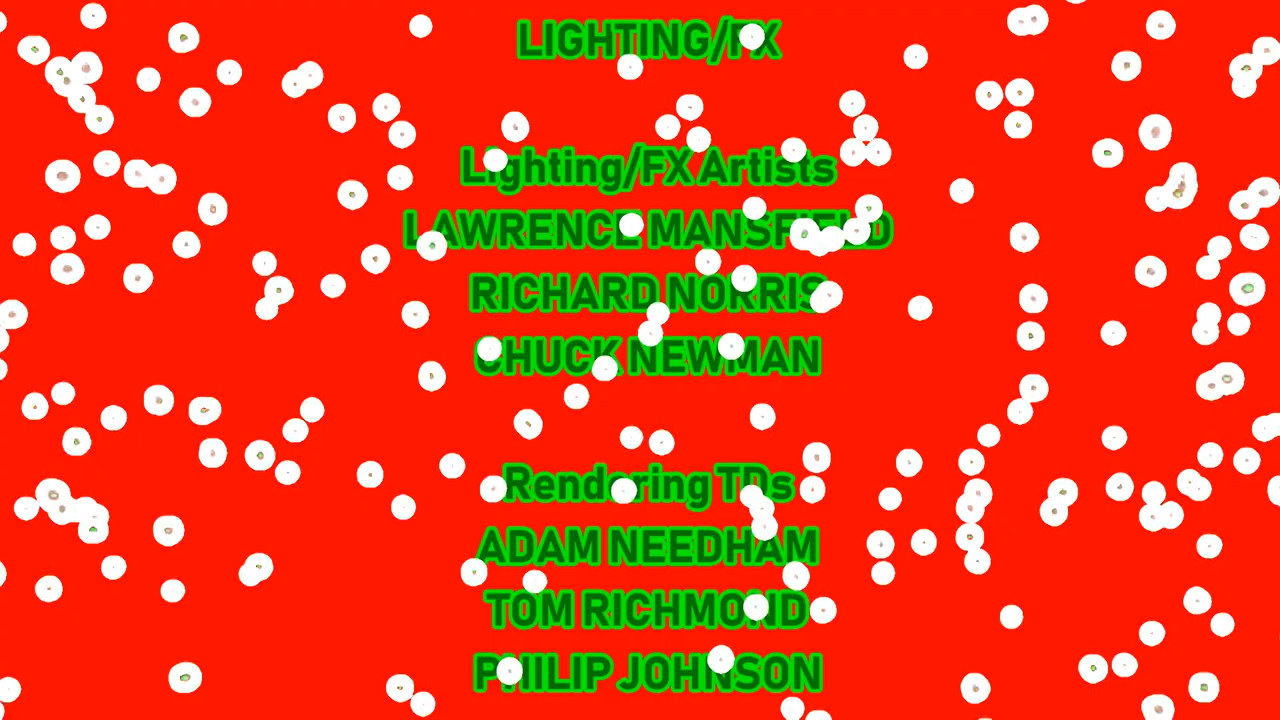 LIGHTING/FX
Lighting/FX Artists
LAWRENCE MANSFIELD
RICHARD NORRIS
CHUCK NEWMAN
Rendering TDs
ADAM NEEDHAM
TOM RICHMOND
PHILIP JOHNSON